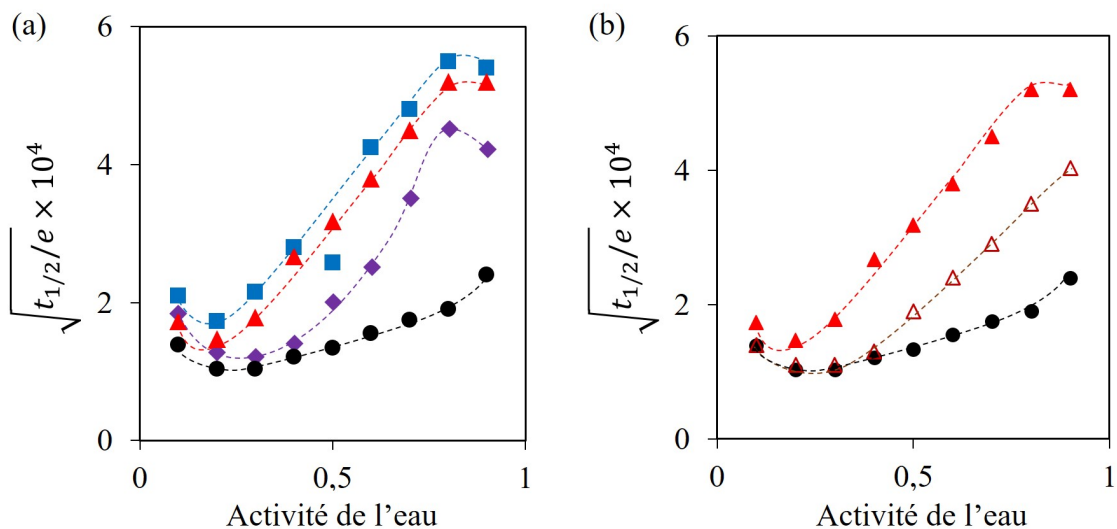 (a)
6
4
2
0
0
0,5
1
√t1/2/e × 10⁴
Activité de l’eau
(b)
6
4
2
0
0
0,5
1
√t1/2/e × 10⁴
Activité de l’eau